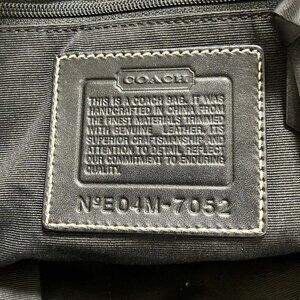 COACH
THIS IS A COACH BAG. IT WAS
HANDCRAFTED IN CHINA FROM
THE FINEST MATERIALS TRIMMED
WITH GENUINE LEATHER. ITS
SUPERIOR CRAFTSMANSHIP AND
ATTENTION TO DETAIL REFLECT
OUR COMMITMENT TO ENDURING
QUALITY.
NºE04M-7052